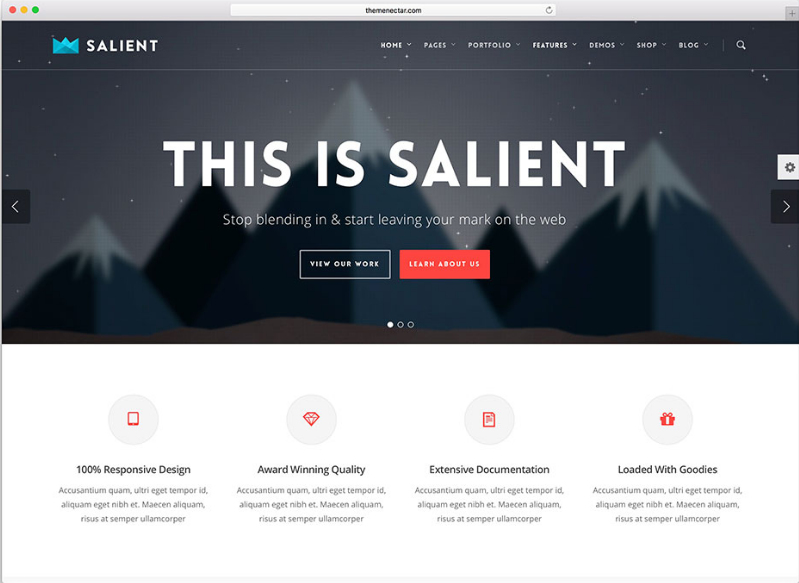 themenectar.com
SALIENT
HOME PAGES PORTFOLIO FEATURES DEMOS SHOP BLOG
THIS IS SALIENT
Stop blending in & start leaving your mark on the web
VIEW OUR WORK LEARN ABOUT US
100% Responsive Design
Accusantium quam, ultri eget tempor id,
aliquam eget nibh et. Maecen aliquam,
risus at semper ullamcorper
Award Winning Quality
Accusantium quam, ultri eget tempor id,
aliquam eget nibh et. Maecen aliquam,
risus at semper ullamcorper
Extensive Documentation
Accusantium quam, ultri eget tempor id,
aliquam eget nibh et. Maecen aliquam,
risus at semper ullamcorper
Loaded With Goodies
Accusantium quam, ultri eget tempor id,
aliquam eget nibh et. Maecen aliquam,
risus at semper ullamcorper